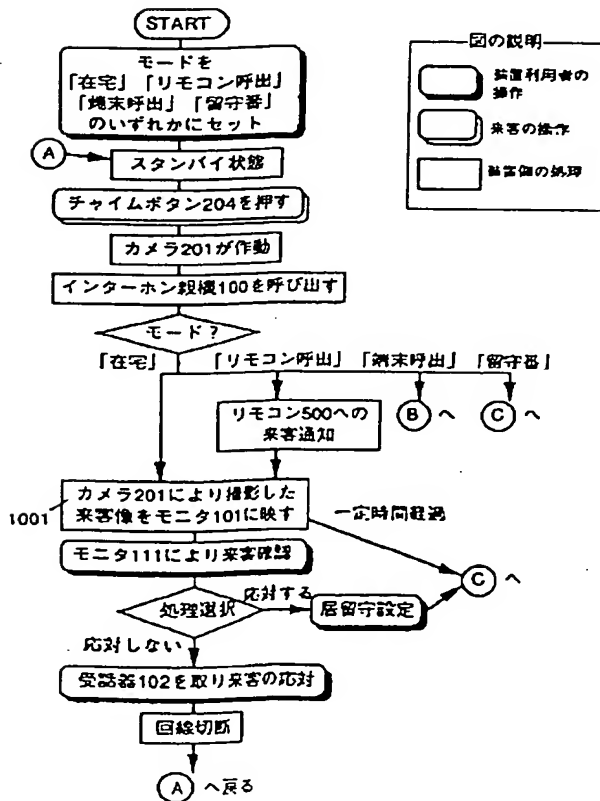 START
モードを
「在宅」「リモコン呼出」
「端末呼出」「留守番」
のいずれかにセット
A
スタンバイ状態
チャイムボタン204を押す
カメラ201が作動
インターホン親機100を呼び出す
モード?
「在宅」
「リモコン呼出」
「端末呼出」
「留守番」
リモコン500への
来客通知
B へ
C へ
1001
カメラ201により撮影した
来客像をモニタ101に映す
一定時間経過
モニタ111により来客確認
C へ
処理選択
応対する
居留守設定
応対しない
受話器102を取り来客の応対
回線切断
A へ戻る
図の説明
装置利用者の
操作
来客の操作
装置側の処理